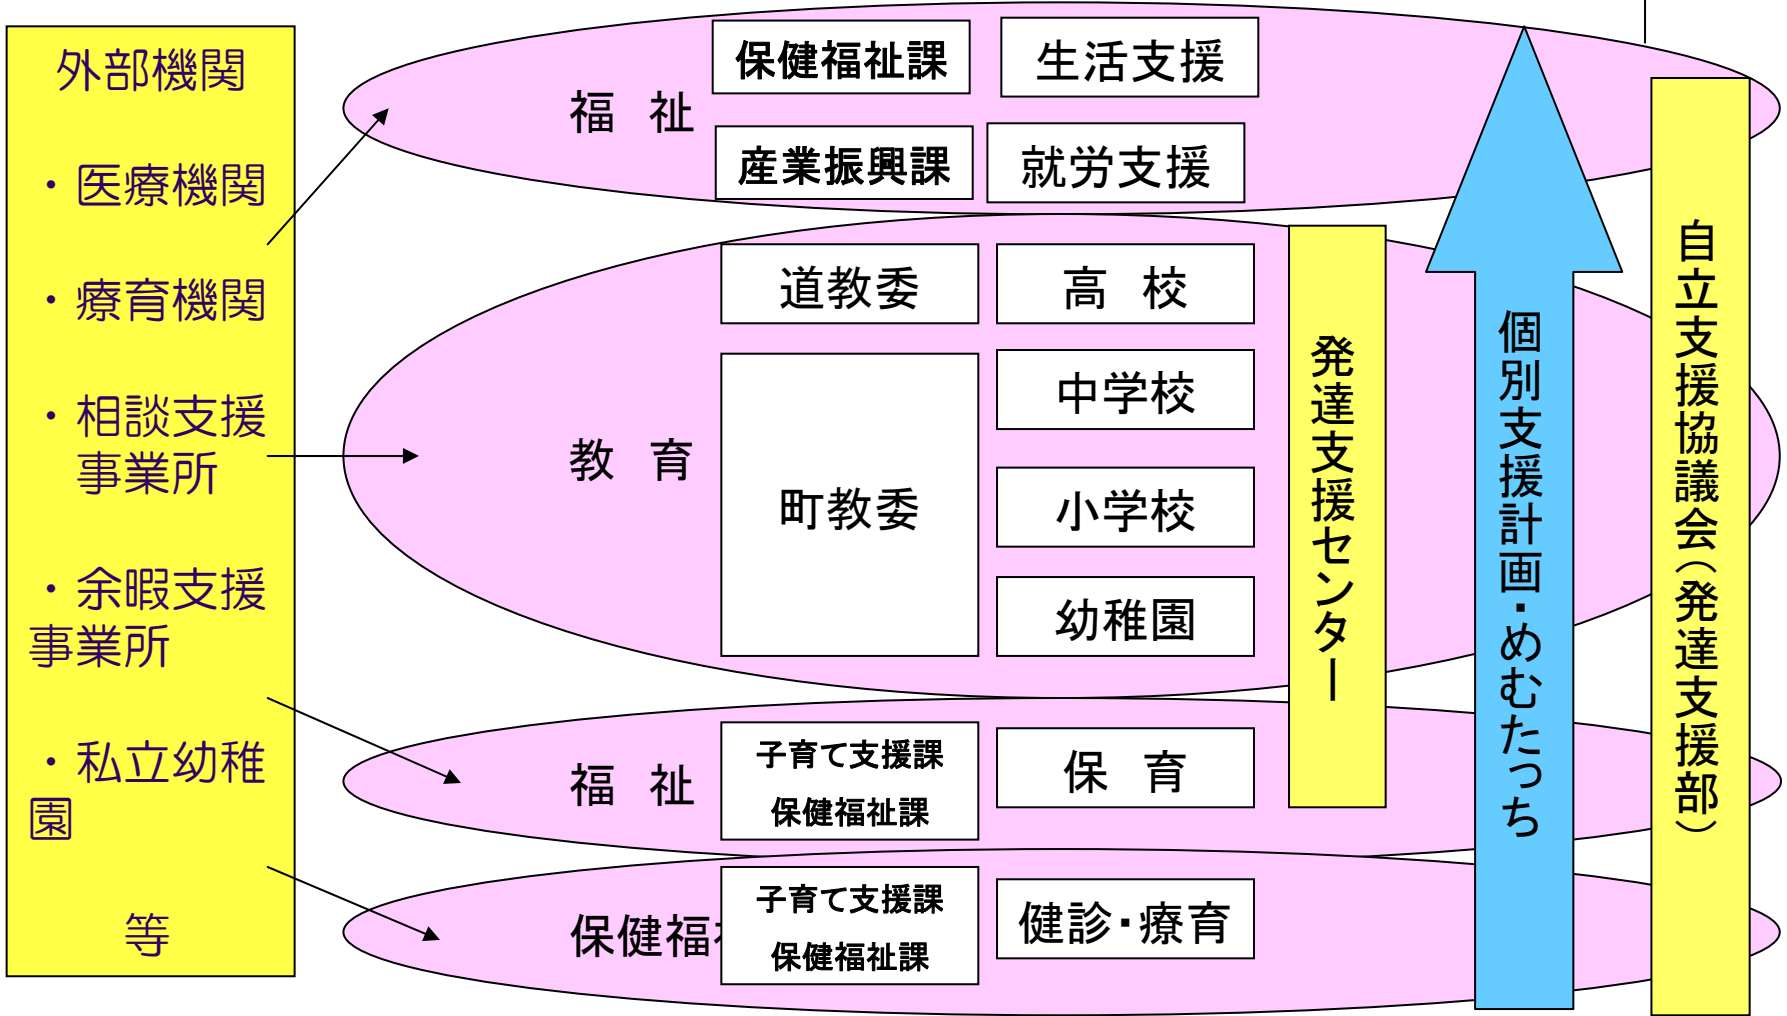 外部機関
・医療機関
・療育機関
・相談支援
事業所
・余暇支援
事業所
・私立幼稚
園
等
福 祉
保健福祉課
生活支援
産業振興課
就労支援
教 育
道教委
高 校
町教委
中学校
小学校
幼稚園
福 祉
子育て支援課
保健福祉課
保 育
保健福
子育て支援課
保健福祉課
健診・療育
発達支援センター
個別支援計画・めむたっち
自立支援協議会（発達支援部）